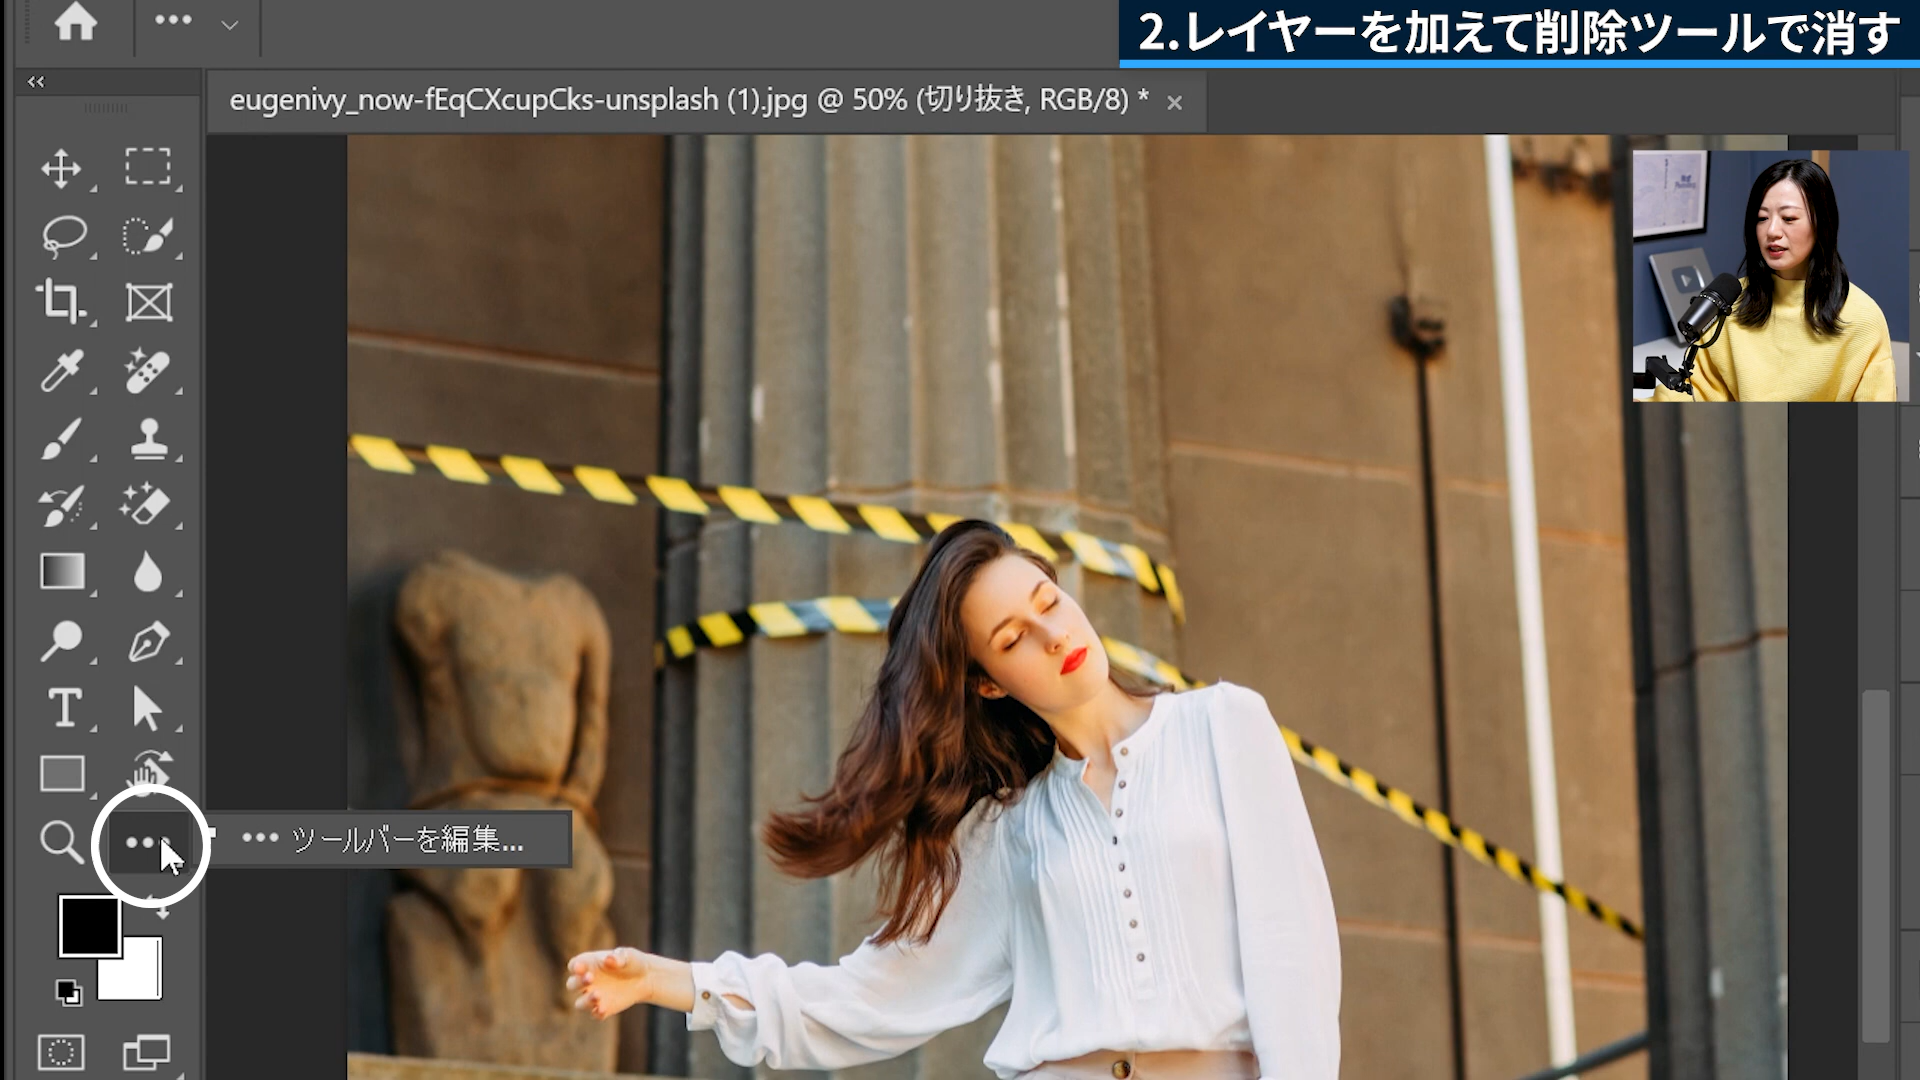 2.レイヤーを加えて削除ツールで消す
eugenivy_now-fEqCXcupCks-unsplash (1).jpg @ 50% (切り抜き, RGB/8) *
ツールバーを編集...